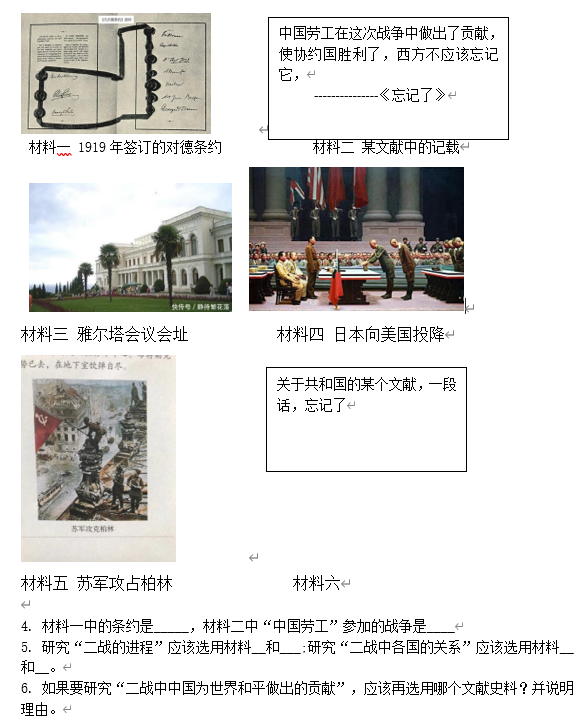 中国劳工在这次战争中做出了贡献，
使协约国胜利了，西方不应该忘记
它，
---------------《忘记了》
材料一 1919年签订的对德条约
材料二 某文献中的记载
快传号 / 静待繁花落
材料三 雅尔塔会议会址
材料四 日本向美国投降
势已去，在地下室饮弹自尽。
苏军攻克柏林
关于共和国的某个文献，一段
话，忘记了
材料五 苏军攻占柏林
材料六
4. 材料一中的条约是_____，材料二中“中国劳工”参加的战争是____
5. 研究“二战的进程”应该选用材料__和___:研究“二战中各国的关系”应该选用材料__
和__。
6. 如果要研究“二战中中国为世界和平做出的贡献”，应该再选用哪个文献史料？并说明
理由。